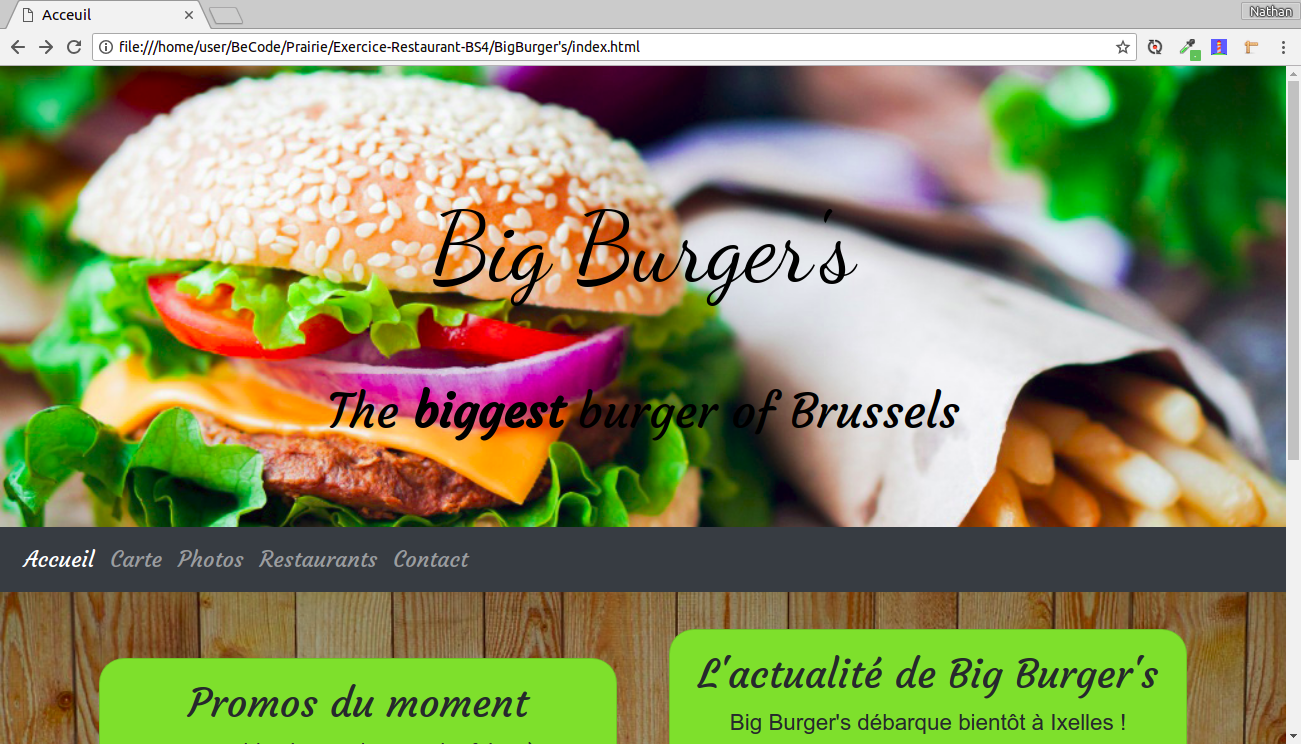 Acceuil
Nathan
file:///home/user/BeCode/Prairie/Exercice-Restaurant-BS4/BigBurger's/index.html
Big Burger's
The biggest burger of Brussels
Accueil Carte Photos Restaurants Contact
Promos du moment
L'actualité de Big Burger's
Big Burger's débarque bientôt à Ixelles !